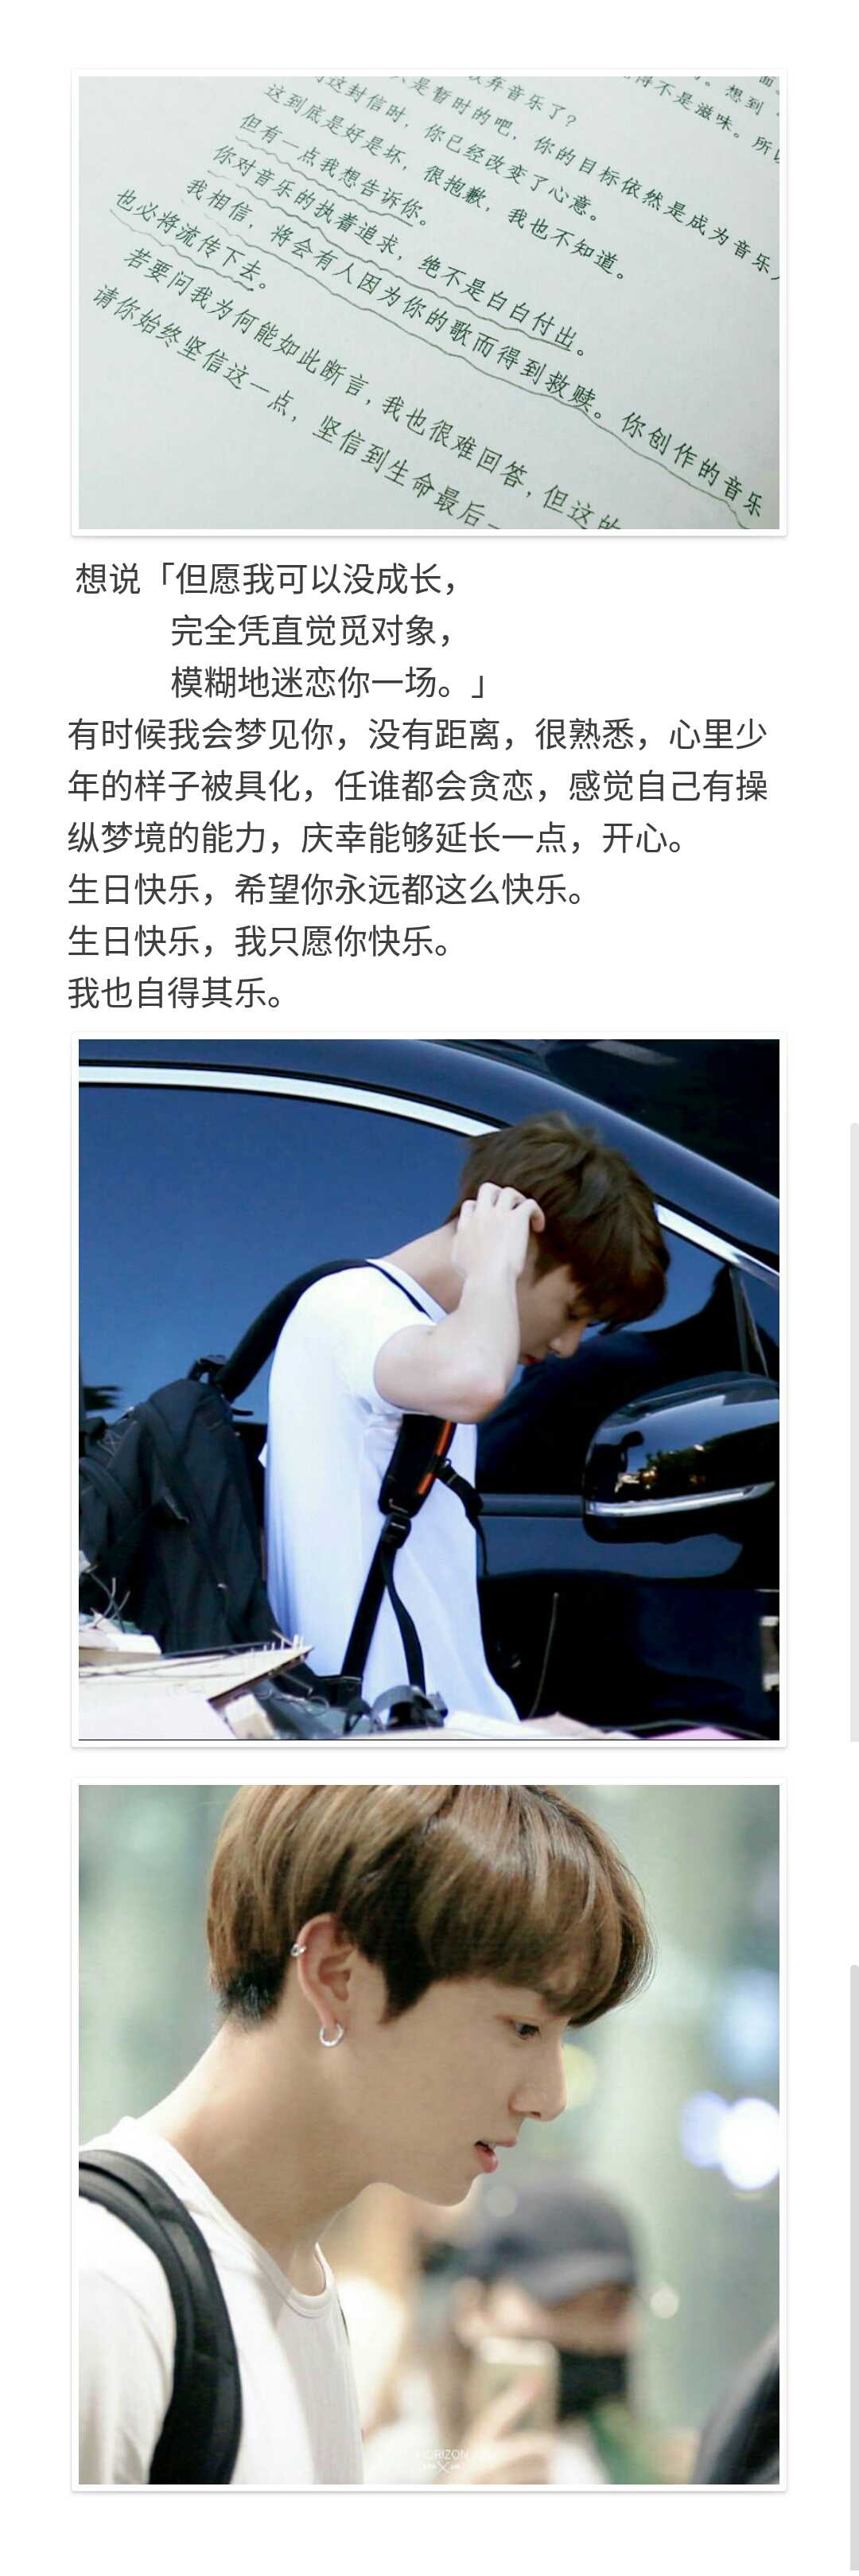 面。
。想到
得不是滋味。所以
放弃音乐了?
只是暂时的吧,你的目标依然是成为音乐人
这封信时,你已经改变了心意。
这到底是好是坏,很抱歉,我也不知道。
但有一点我想告诉你。
你对音乐的执着追求,绝不是白白付出。
我相信,将会有人因为你的歌而得到救赎。你创作的音乐
也必将流传下去。
若要问我为何能如此断言,我也很难回答,但这的
请你始终坚信这一点,坚信到生命最后一
想说「但愿我可以没成长,
完全凭直觉觅对象,
模糊地迷恋你一场。」
有时候我会梦见你,没有距离,很熟悉,心里少
年的样子被具化,任谁都会贪恋,感觉自己有操
纵梦境的能力,庆幸能够延长一点,开心。
生日快乐,希望你永远都这么快乐。
生日快乐,我只愿你快乐。
我也自得其乐。
HORIZON